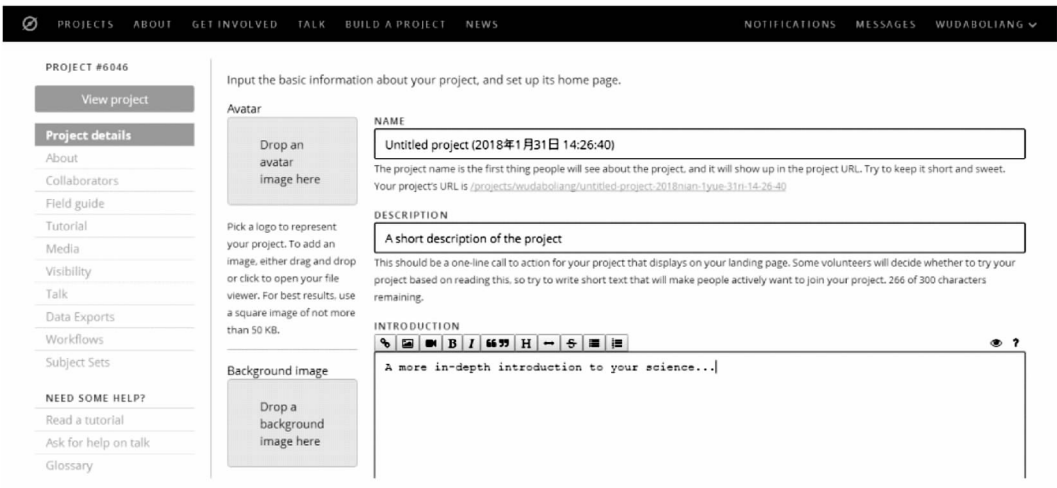 PROJECTS ABOUT GET INVOLVED TALK BUILD A PROJECT NEWS NOTIFICATIONS MESSAGES WUDABOLIANG
PROJECT #6046
View project
Project details
About
Collaborators
Field guide
Tutorial
Media
Visibility
Talk
Data Exports
Workflows
Subject Sets
NEED SOME HELP?
Read a tutorial
Ask for help on talk
Glossary
Input the basic information about your project, and set up its home page.
Avatar
Drop an
avatar
image here
Pick a logo to represent
your project. To add an
image, either drag and drop
or click to open your file
viewer. For best results, use
a square image of not more
than 50 KB.
Background image
Drop a
background
image here
NAME
Untitled project (2018年1月31日 14:26:40)
The project name is the first thing people will see about the project, and it will show up in the project URL. Try to keep it short and sweet.
Your project's URL is /projects/wudaboliang/untitled-project-2018nian-1yue-31ri-14-26-40
DESCRIPTION
A short description of the project
This should be a one-line call to action for your project that displays on your landing page. Some volunteers will decide whether to try your
project based on reading this, so try to write short text that will make people actively want to join your project. 266 of 300 characters
remaining.
INTRODUCTION
B I H S ?
A more in-depth introduction to your science...